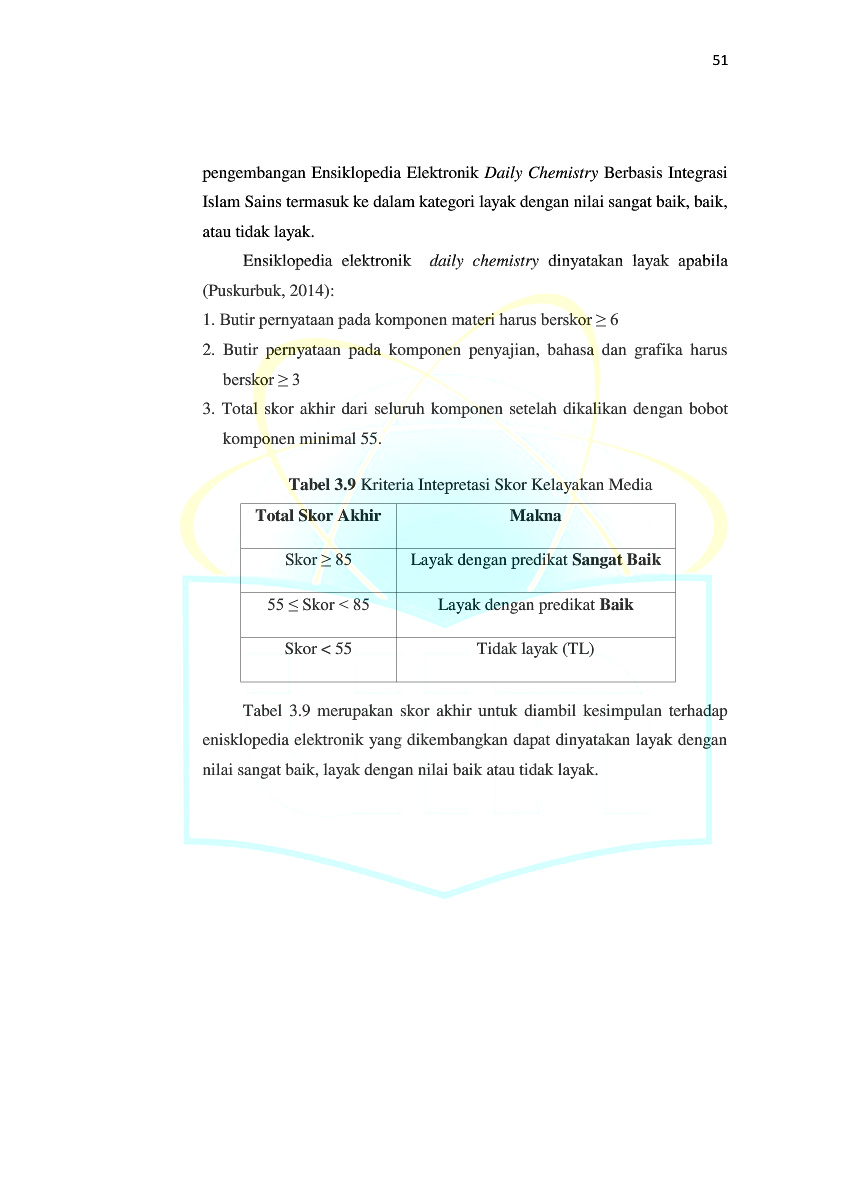 51
pengembangan Ensiklopedia Elektronik Daily Chemistry Berbasis Integrasi
Islam Sains termasuk ke dalam kategori layak dengan nilai sangat baik, baik,
atau tidak layak.
Ensiklopedia elektronik daily chemistry dinyatakan layak apabila
(Puskurbuk, 2014):
1. Butir pernyataan pada komponen materi harus berskor ≥ 6
2. Butir pernyataan pada komponen penyajian, bahasa dan grafika harus
berskor ≥ 3
3. Total skor akhir dari seluruh komponen setelah dikalikan dengan bobot
komponen minimal 55.
Tabel 3.9 Kriteria Intepretasi Skor Kelayakan Media
Total Skor Akhir Makna
Skor ≥ 85 Layak dengan predikat Sangat Baik
55 ≤ Skor < 85 Layak dengan predikat Baik
Skor < 55 Tidak layak (TL)
Tabel 3.9 merupakan skor akhir untuk diambil kesimpulan terhadap
enisklopedia elektronik yang dikembangkan dapat dinyatakan layak dengan
nilai sangat baik, layak dengan nilai baik atau tidak layak.